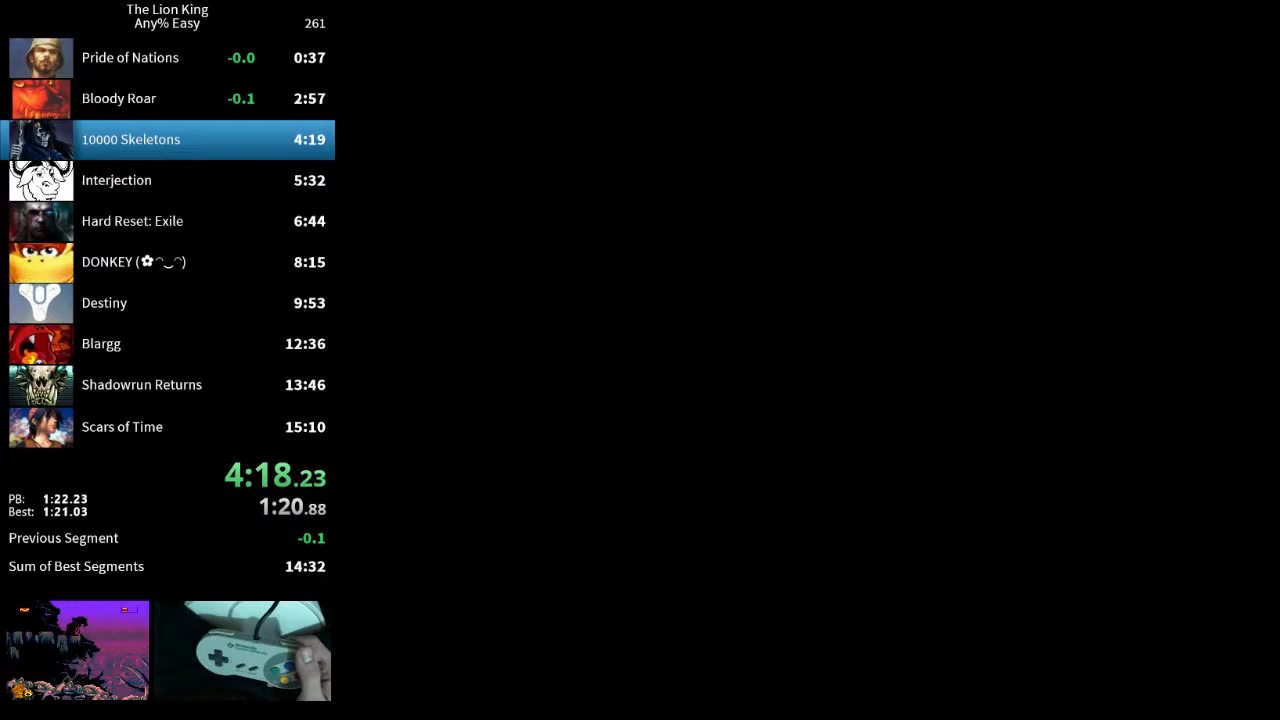 The Lion King
Any% Easy 261
Pride of Nations -0.0 0:37
Bloody Roar -0.1 2:57
10000 Skeletons 4:19
Interjection 5:32
Hard Reset: Exile 6:44
DONKEY (✿◠‿◠) 8:15
Destiny 9:53
Blargg 12:36
Shadowrun Returns 13:46
Scars of Time 15:10
4:18.23
PB: 1:22.23
1:20.88
Best: 1:21.03
Previous Segment -0.1
Sum of Best Segments 14:32